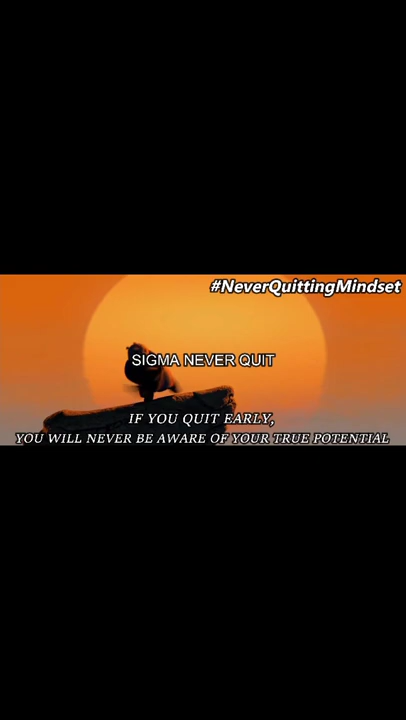 #NeverQuittingMindset
SIGMA NEVER QUIT
IF YOU QUIT EARLY,
YOU WILL NEVER BE AWARE OF YOUR TRUE POTENTIAL